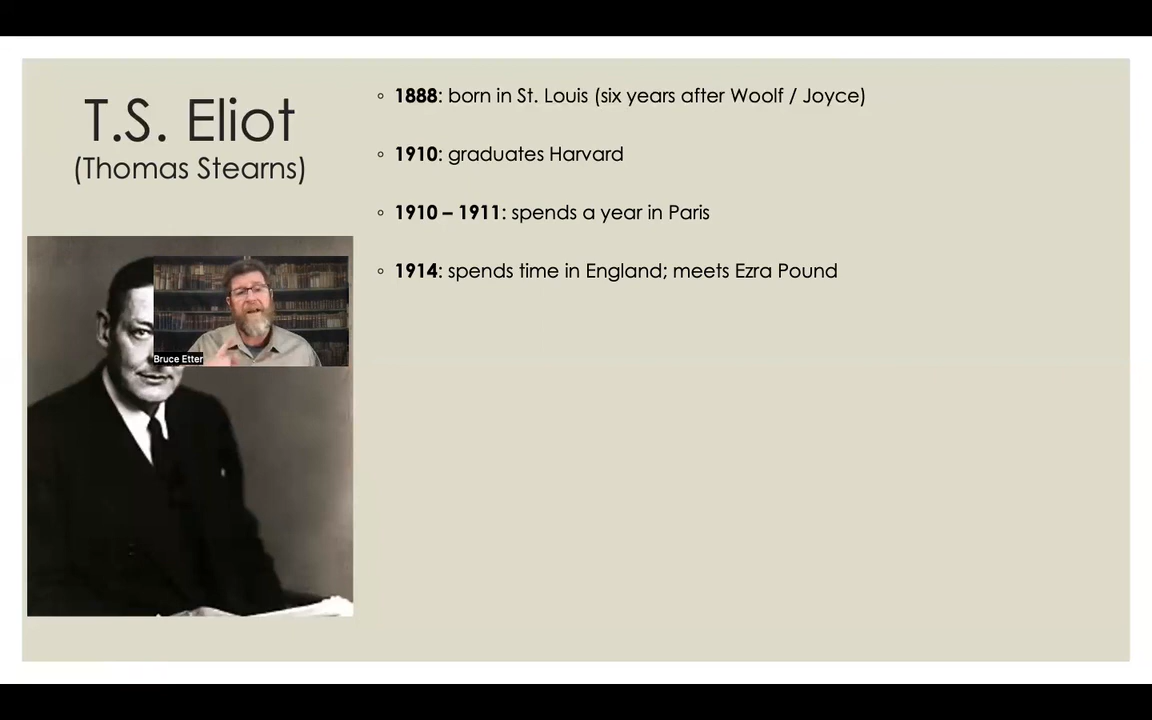 T.S. Eliot
(Thomas Stearns)
◦ 1888: born in St. Louis (six years after Woolf / Joyce)
◦ 1910: graduates Harvard
◦ 1910 – 1911: spends a year in Paris
◦ 1914: spends time in England; meets Ezra Pound
Bruce Etter